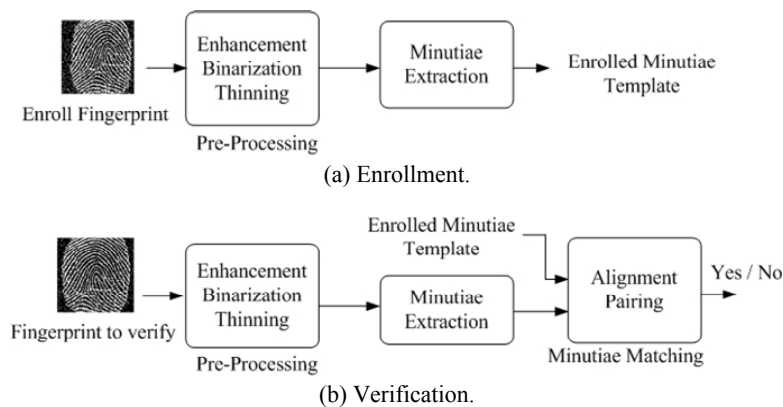 Enhancement
Binarization
Thinning
Minutiae
Extraction
Enrolled Minutiae
Template
Enroll Fingerprint
Pre-Processing
(a) Enrollment.
Enrolled Minutiae
Template
Enhancement
Binarization
Thinning
Minutiae
Extraction
Alignment
Pairing
Yes / No
Fingerprint to verify
Pre-Processing
Minutiae Matching
(b) Verification.